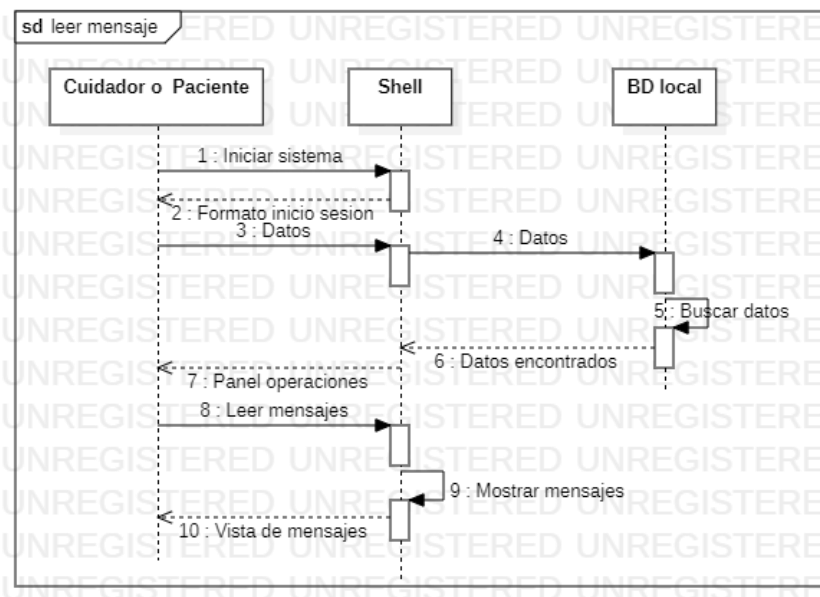 sd leer mensaje
Cuidador o Paciente
Shell
BD local
1 : Iniciar sistema
2 : Formato inicio sesion
3 : Datos
4 : Datos
5 : Buscar datos
6 : Datos encontrados
7 : Panel operaciones
8 : Leer mensajes
9 : Mostrar mensajes
10 : Vista de mensajes
UNREGISTERED